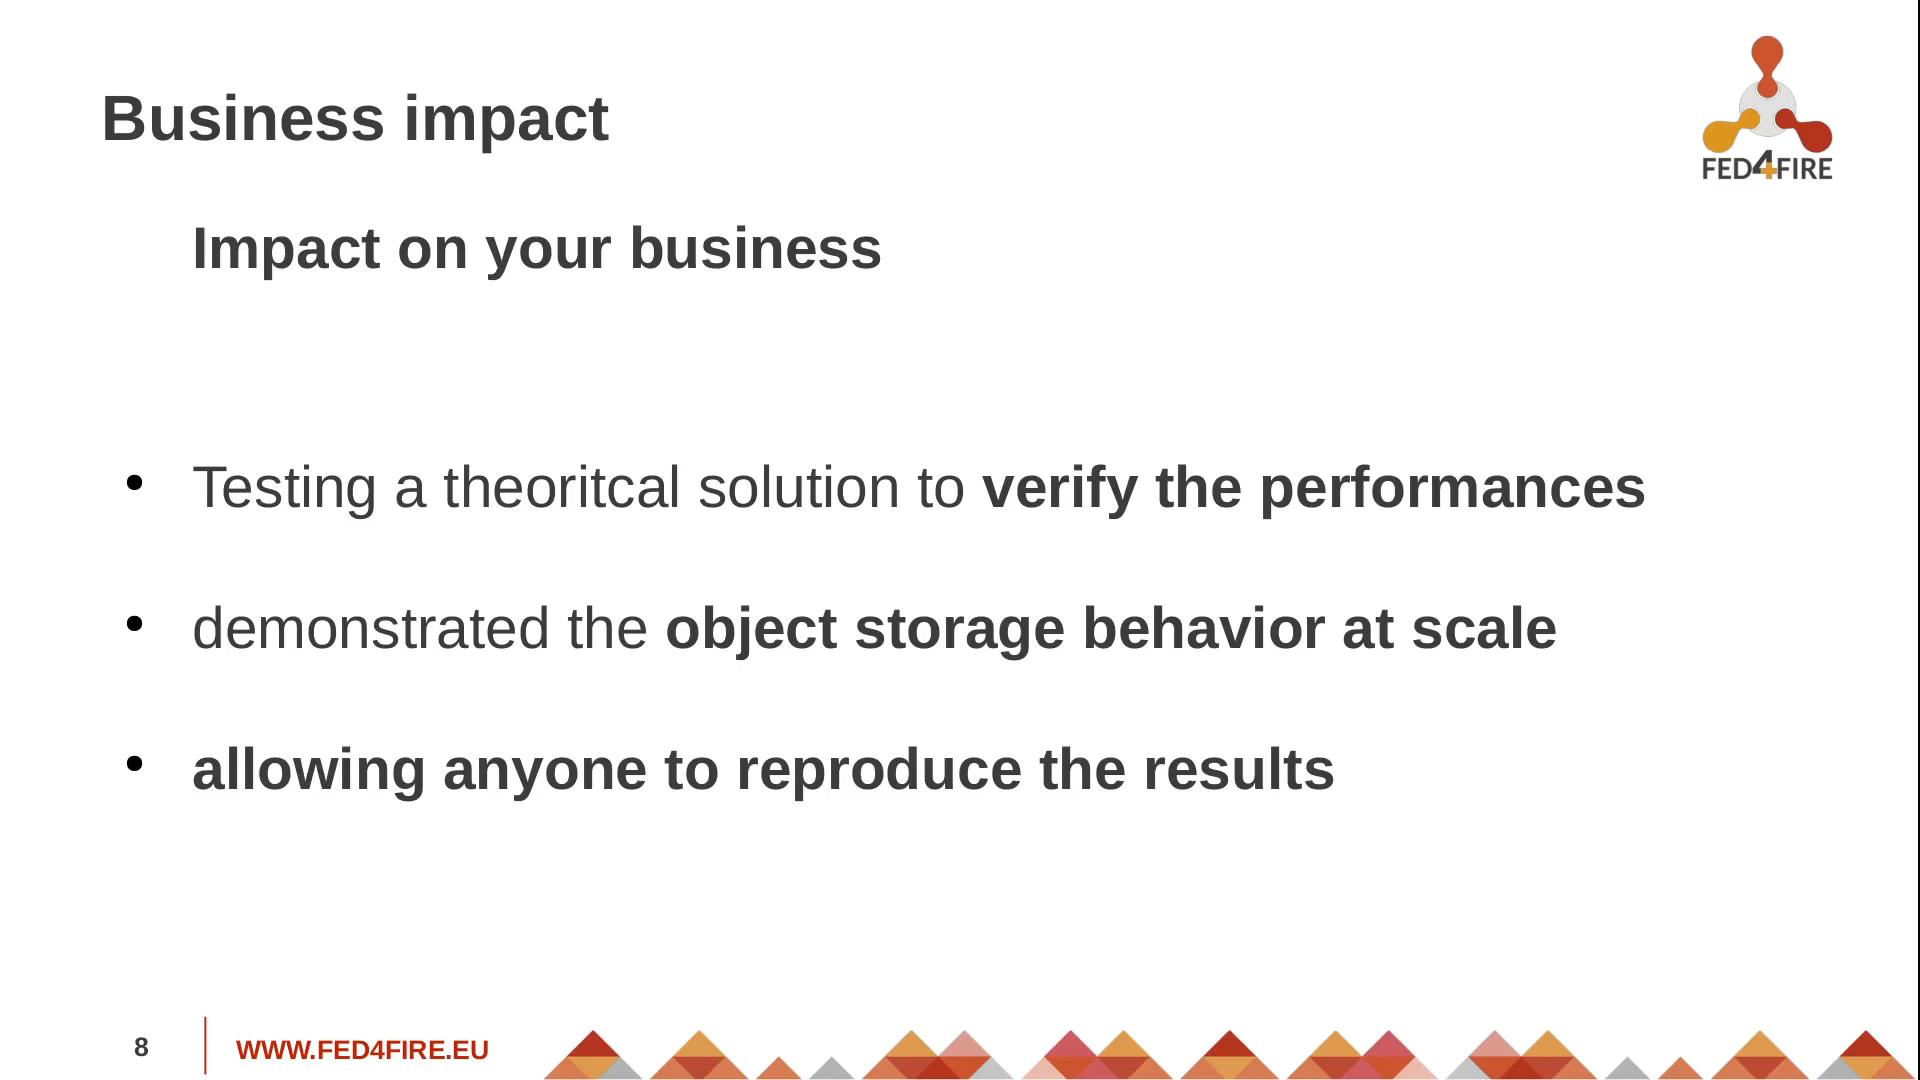 Business impact
FED4FIRE
Impact on your business
• Testing a theoritcal solution to verify the performances
• demonstrated the object storage behavior at scale
• allowing anyone to reproduce the results
8
WWW.FED4FIRE.EU